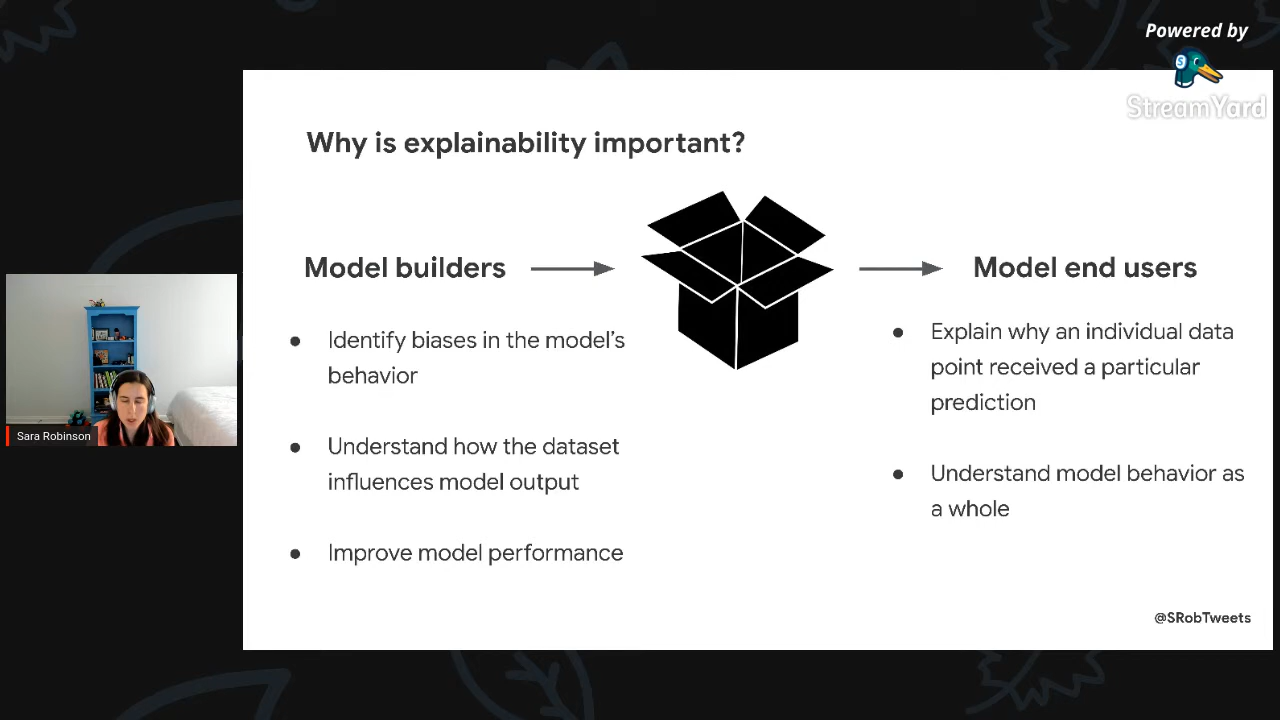 Powered by
StreamYard
Why is explainability important?
Model builders
Identify biases in the model's
behavior
Understand how the dataset
influences model output
Improve model performance
Model end users
Explain why an individual data
point received a particular
prediction
Understand model behavior as
a whole
@SRobTweets
Sara Robinson